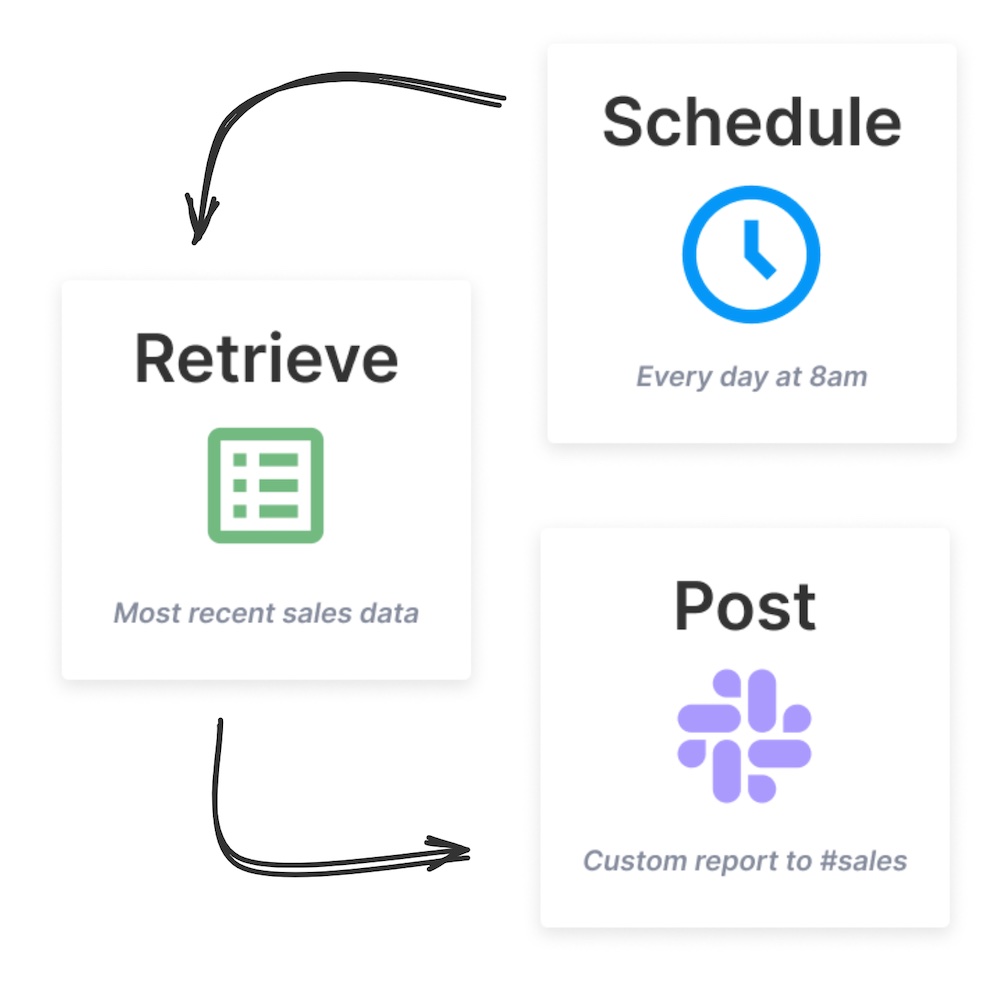 Schedule
Every day at 8am
Retrieve
Most recent sales data
Post
Custom report to #sales